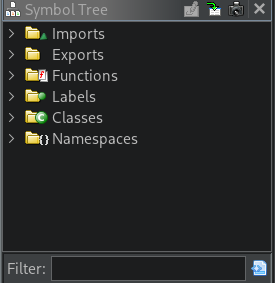 Symbol Tree
Imports
Exports
Functions
Labels
Classes
Namespaces
Filter: